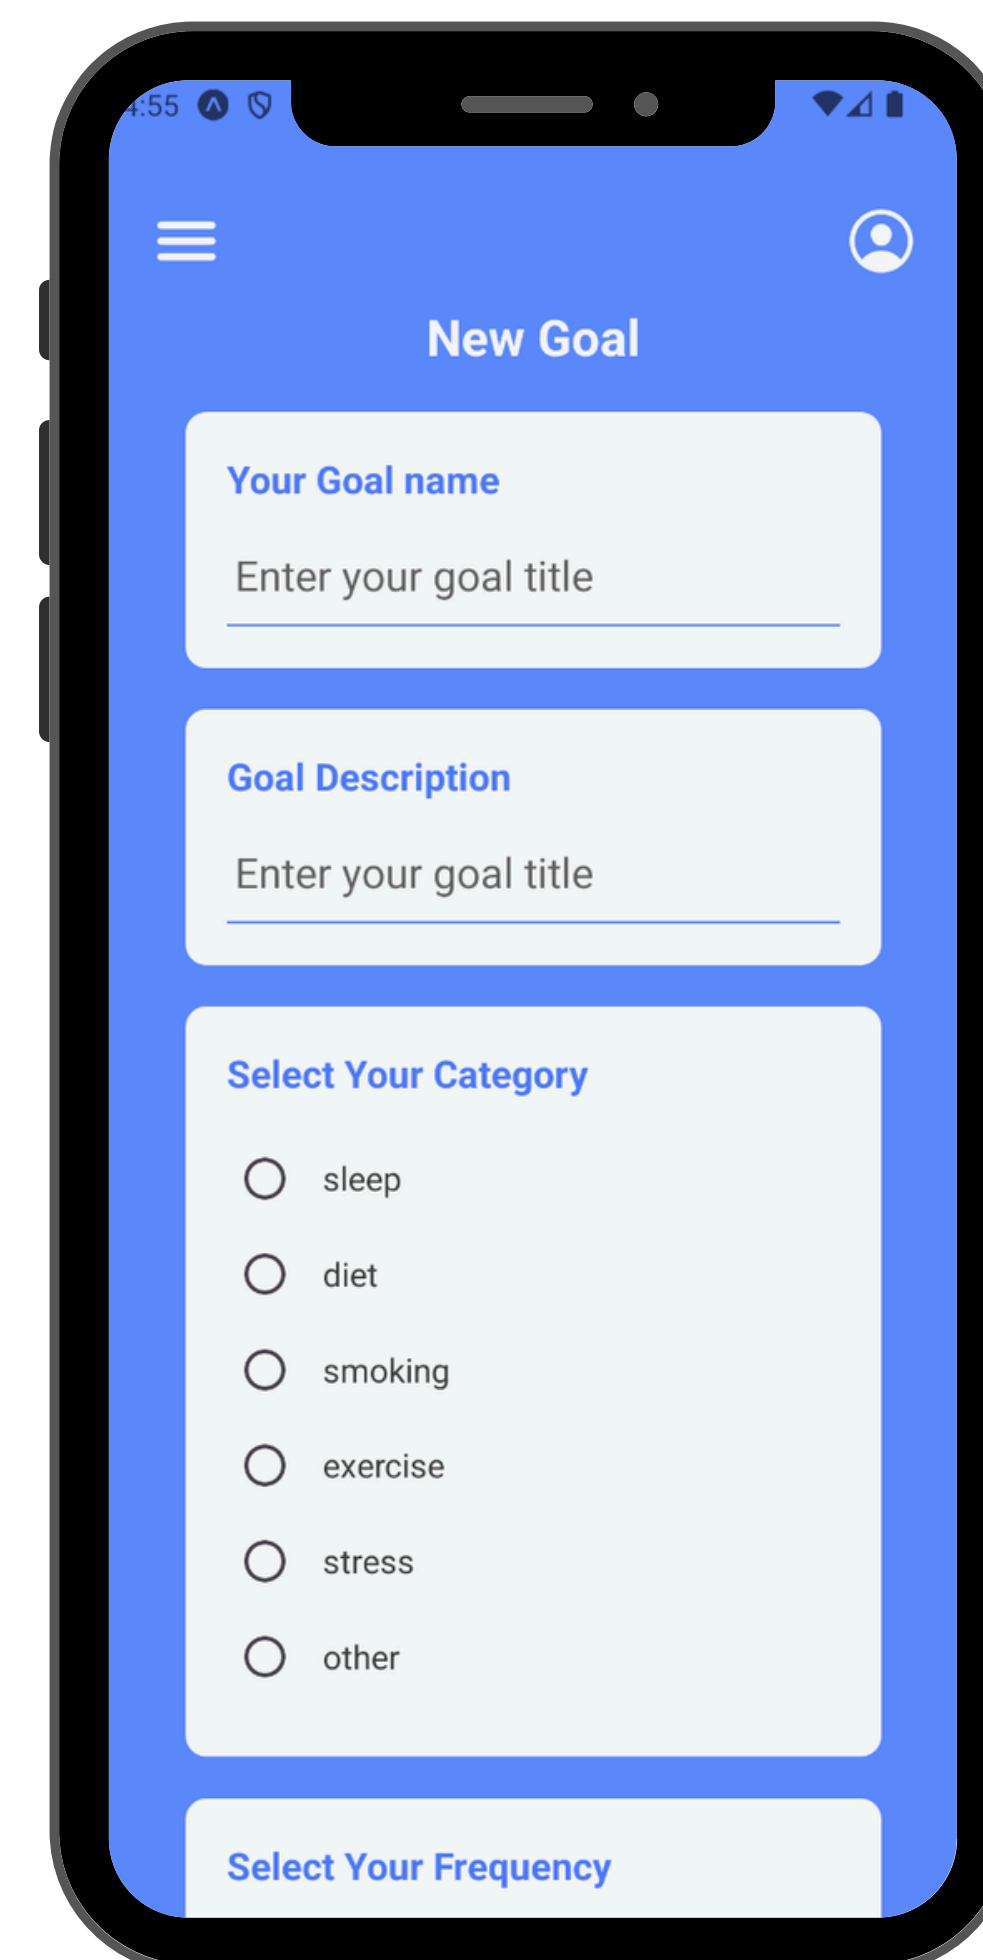 4:55
New Goal
Your Goal name
Enter your goal title
Goal Description
Enter your goal title
Select Your Category
sleep
diet
smoking
exercise
stress
other
Select Your Frequency